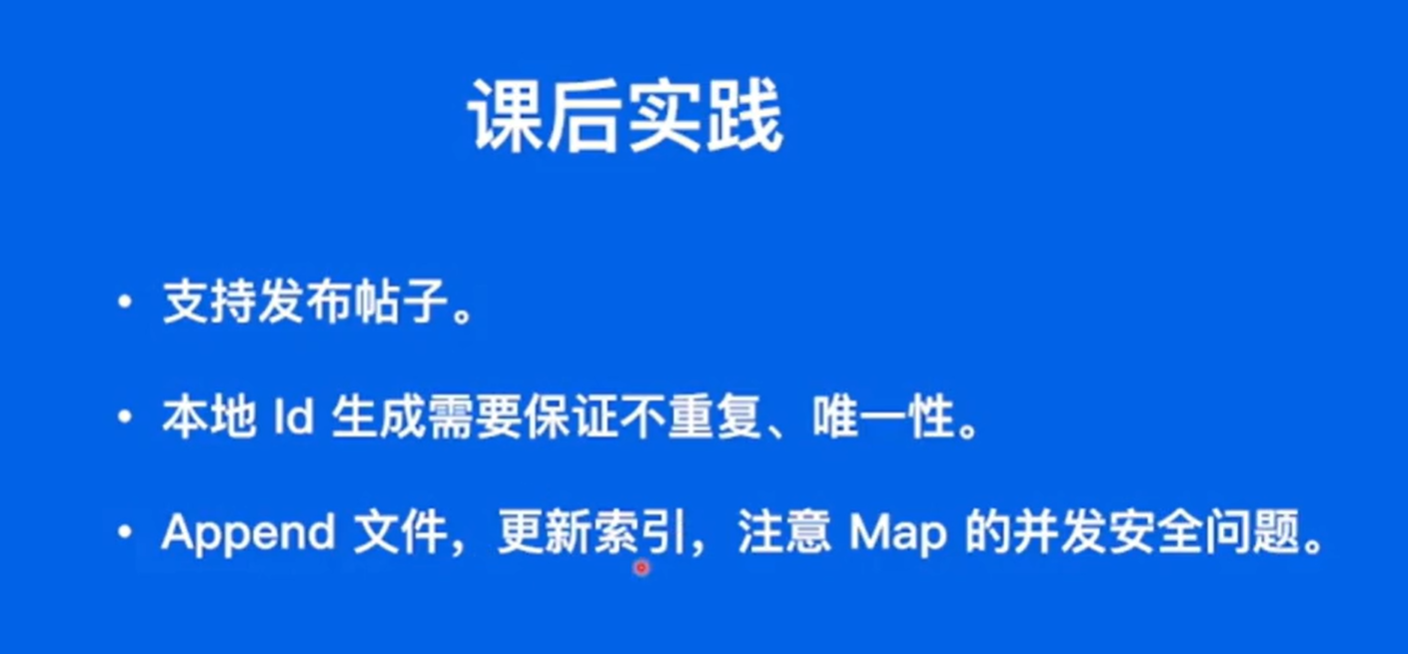 课后实践
• 支持发布帖子。
• 本地 Id 生成需要保证不重复、唯一性。
• Append 文件，更新索引，注意 Map 的并发安全问题。